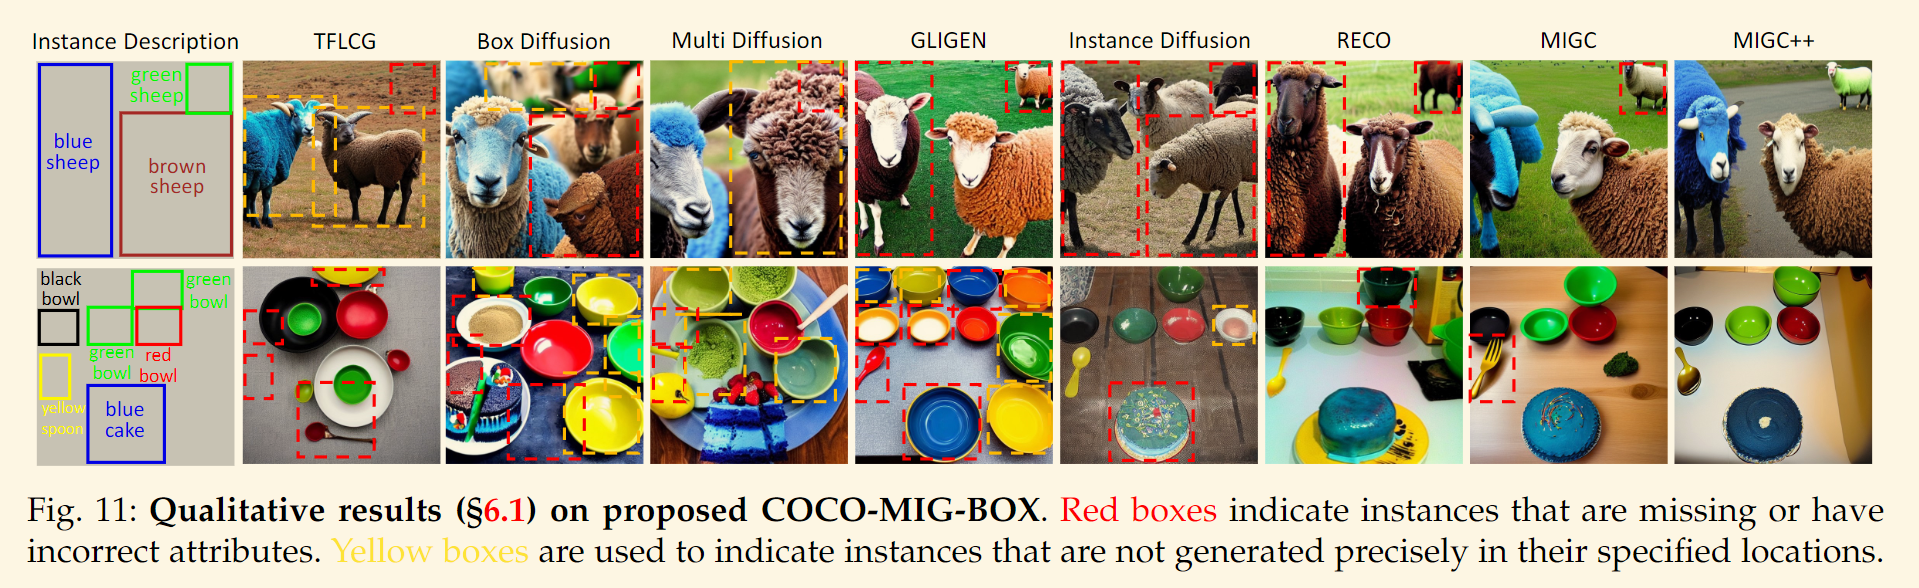 Instance Description
TFLCG
Box Diffusion
Multi Diffusion
GLIGEN
Instance Diffusion
RECO
MIGC
MIGC++
green
sheep
blue
sheep
brown
sheep
black
bowl
green
bowl
green
bowl
red
bowl
yellow
spoon
blue
cake
Fig. 11: Qualitative results (§6.1) on proposed COCO-MIG-BOX. Red boxes indicate instances that are missing or have
incorrect attributes. Yellow boxes are used to indicate instances that are not generated precisely in their specified locations.